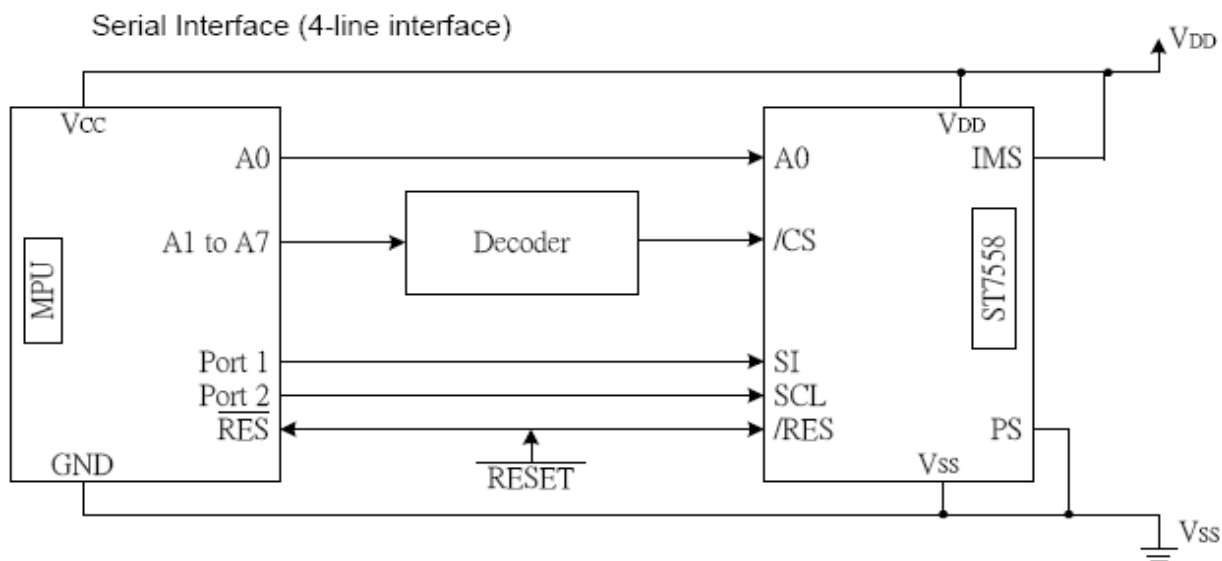 Serial Interface (4-line interface)
VDD
VCC
VDD
A0
A0
IMS
A1 to A7
Decoder
/CS
MPU
ST7558
Port 1
SI
Port 2
SCL
RES
/RES
PS
GND
RESET
VSS
VSS